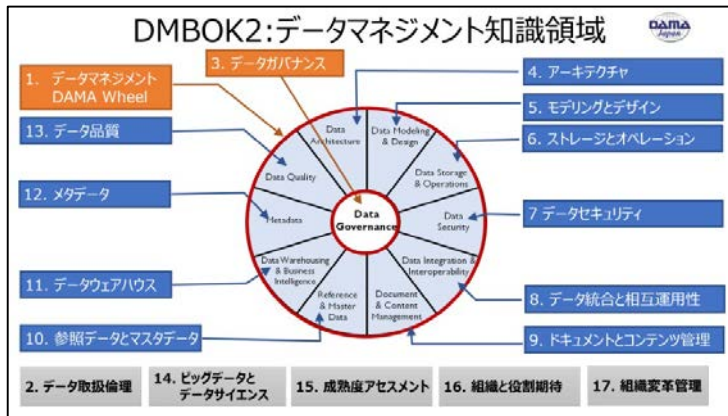 DMBOK2:データマネジメント知識領域
DAMA
Japan
3. データガバナンス
1. データマネジメント
DAMA Wheel
4. アーキテクチャ
5. モデリングとデザイン
13. データ品質
6. ストレージとオペレーション
12. メタデータ
7 データセキュリティ
11. データウェアハウス
8. データ統合と相互運用性
10. 参照データとマスタデータ
9. ドキュメントとコンテンツ管理
Data
Architecture
Data Modeling
& Design
Data Storage
& Operations
Data
Security
Data Integration &
Interoperability
Document
& Content
Management
Reference
& Master
Data
Data Warehousing
& Business
Intelligence
Metadata
Data Quality
Data
Governance
2. データ取扱倫理
14. ビッグデータと
データサイエンス
15. 成熟度アセスメント
16. 組織と役割期待
17. 組織変革管理